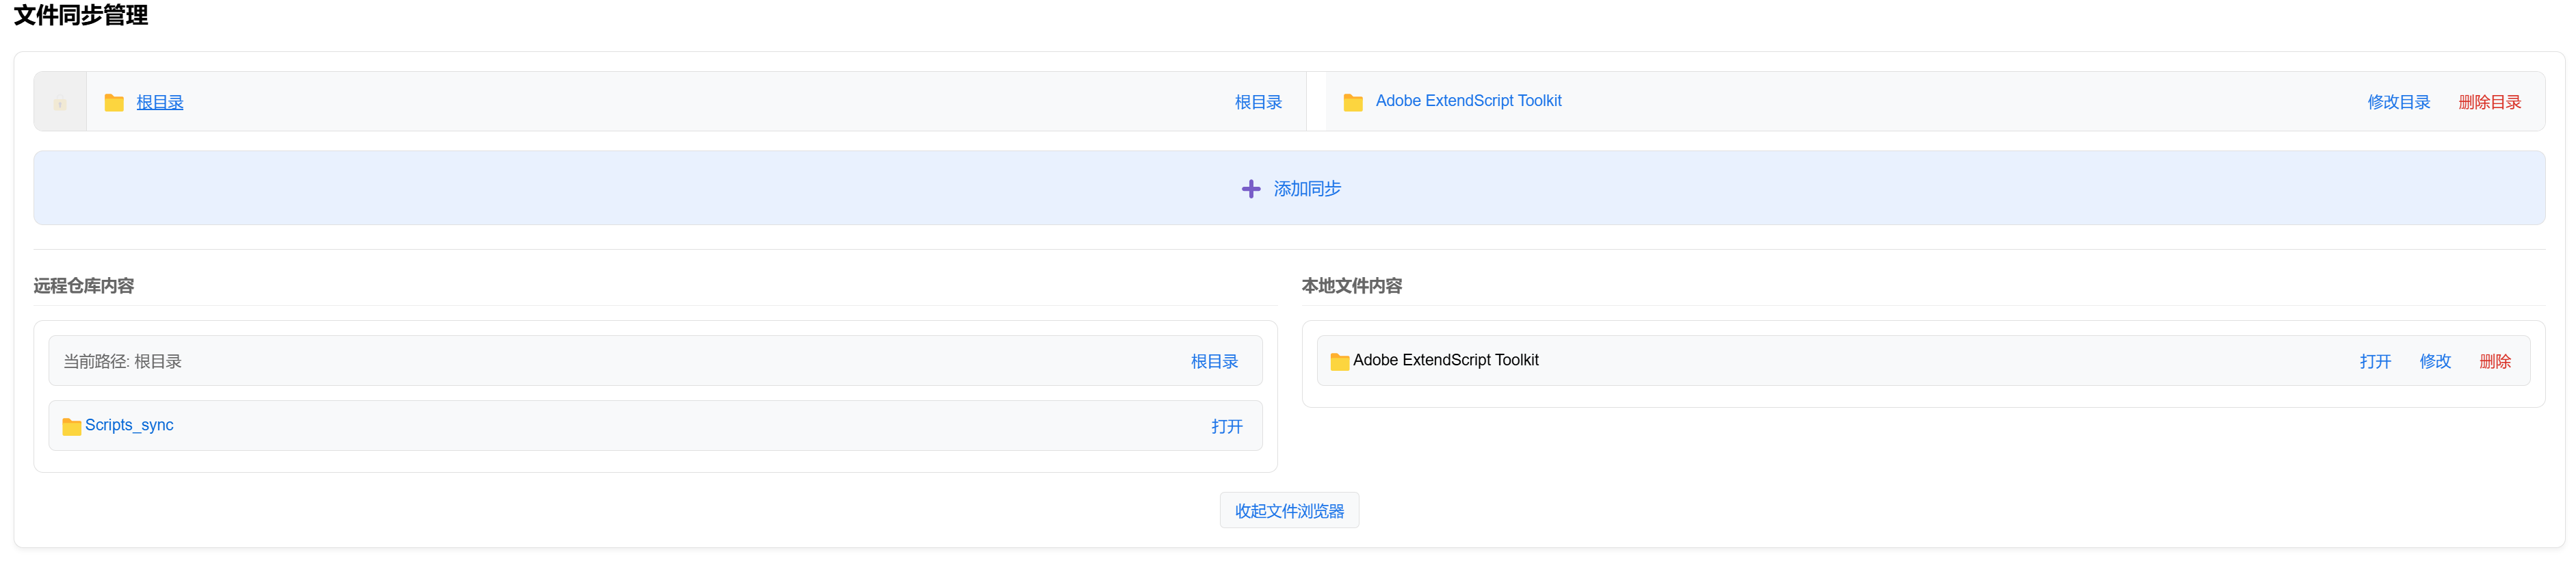 文件同步管理
根目录 根目录 Adobe ExtendScript Toolkit 修改目录 删除目录
添加同步
远程仓库内容
当前路径: 根目录 根目录
Scripts_sync 打开
本地文件内容
Adobe ExtendScript Toolkit 打开 修改 删除
收起文件浏览器